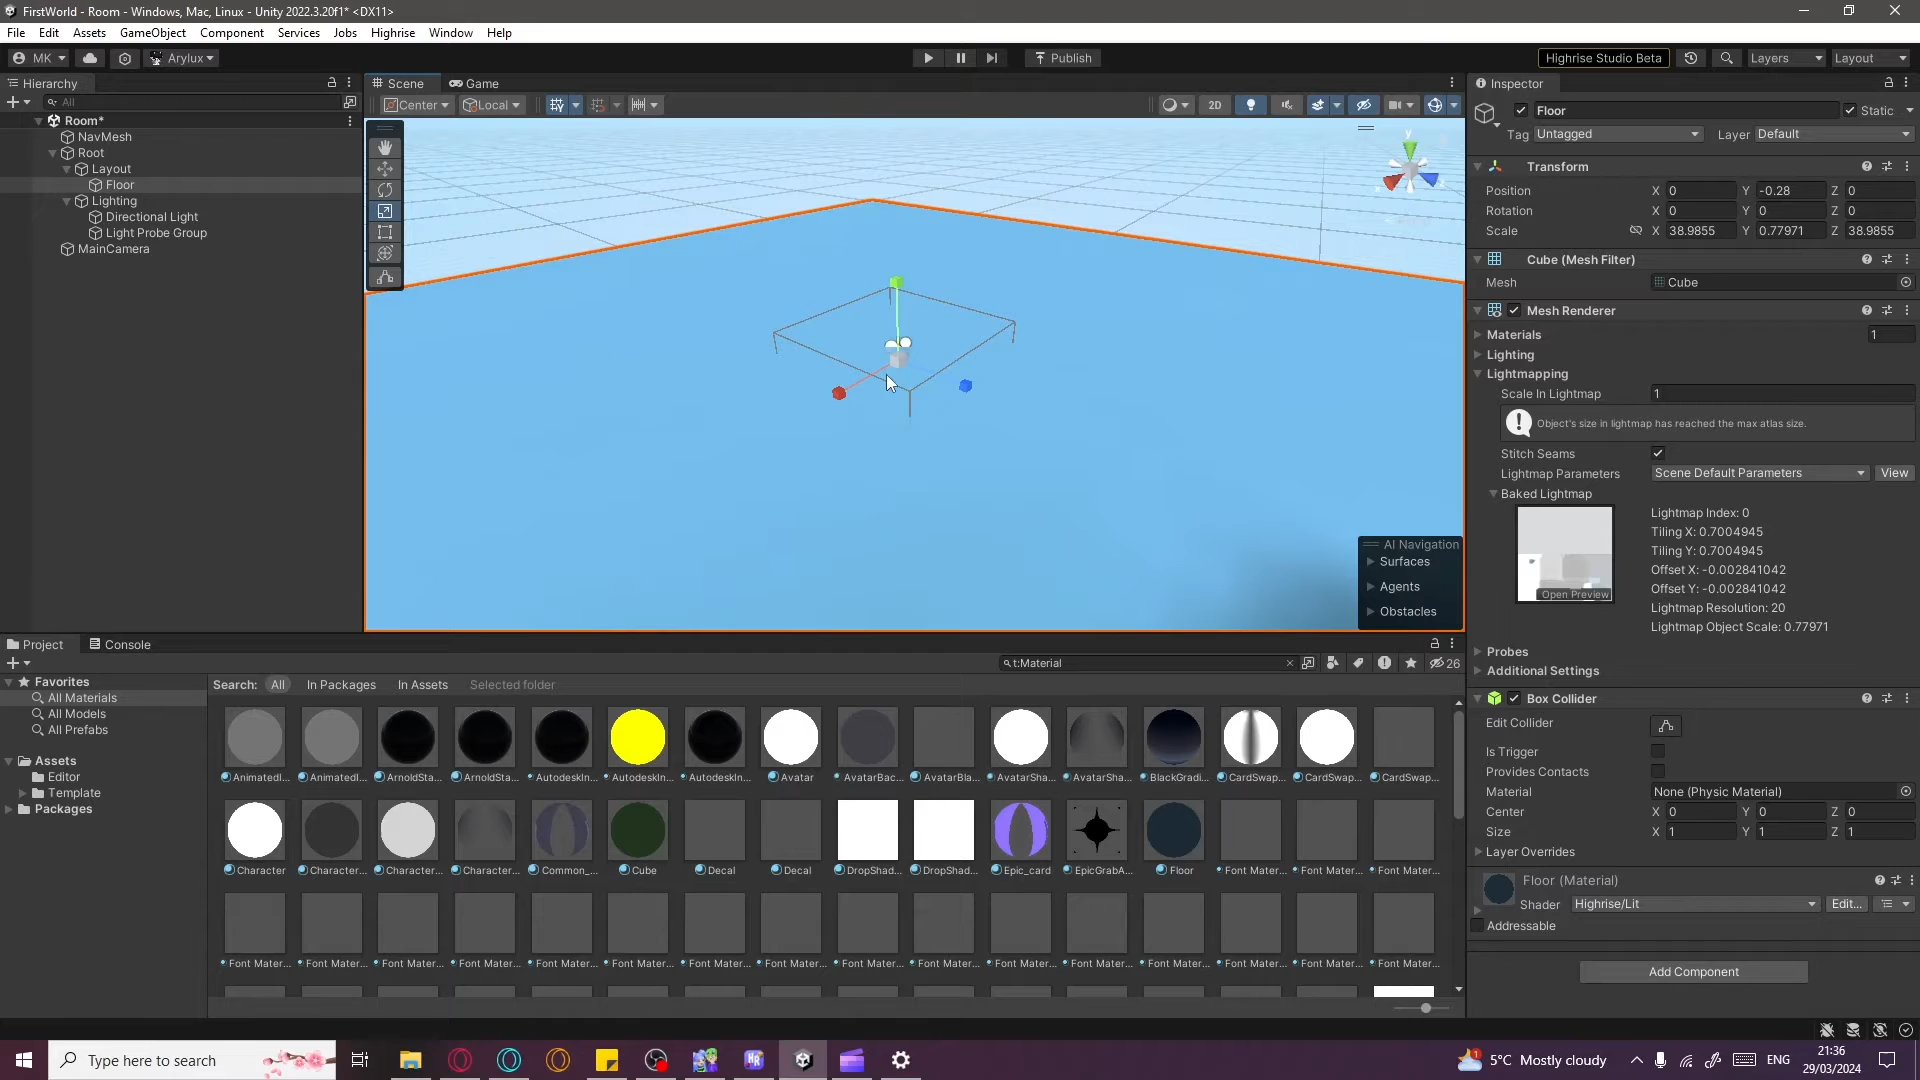 FirstWorld - Room - Windows, Mac, Linux - Unity 2022.3.20f1* <DX11>
File Edit Assets GameObject Component Services Jobs Highrise Window Help
MK Arylux Publish Highrise Studio Beta Layers Layout
Hierarchy
All
Room*
NavMesh
Root
Layout
Floor
Lighting
Directional Light
Light Probe Group
MainCamera
Scene Game
Center Local 2D
y
AI Navigation
Surfaces
Agents
Obstacles
Inspector
Floor Static
Tag Untagged Layer Default
Transform
Position X 0 Y -0.28 Z 0
Rotation X 0 Y 0 Z 0
Scale X 38.9855 Y 0.77971 Z 38.9855
Cube (Mesh Filter)
Mesh Cube
Mesh Renderer
Materials 1
Lighting
Lightmapping
Scale In Lightmap 1
Object's size in lightmap has reached the max atlas size.
Stitch Seams
Lightmap Parameters Scene Default Parameters View
Baked Lightmap
Open Preview
Lightmap Index: 0
Tiling X: 0.7004945
Tiling Y: 0.7004945
Offset X: -0.002841042
Offset Y: -0.002841042
Lightmap Resolution: 20
Lightmap Object Scale: 0.77971
Probes
Additional Settings
Box Collider
Edit Collider
Is Trigger
Provides Contacts
Material None (Physic Material)
Center X 0 Y 0 Z 0
Size X 1 Y 1 Z 1
Layer Overrides
Floor (Material)
Shader Highrise/Lit Edit...
Addressable
Add Component
Project Console
t:Material 26
Favorites
All Materials
All Models
All Prefabs
Assets
Editor
Template
Packages
Search: All In Packages In Assets Selected folder
AnimatedI... AnimatedI... ArnoldSta... ArnoldSta... AutodeskIn... AutodeskIn... AutodeskIn... Avatar AvatarBac... AvatarBla... AvatarSha... AvatarSha... BlackGradi... CardSwap... CardSwap... CardSwap...
Character Character... Character... Character... Common_... Cube Decal Decal DropShad... DropShad... Epic_card EpicGrabA... Floor Font Mater... Font Mater... Font Mater...
Font Mater... Font Mater... Font Mater... Font Mater... Font Mater... Font Mater... Font Mater... Font Mater... Font Mater... Font Mater... Font Mater... Font Mater... Font Mater... Font Mater... Font Mater... Font Mater...
Type here to search
HR
5°C Mostly cloudy
ENG
21:36
29/03/2024